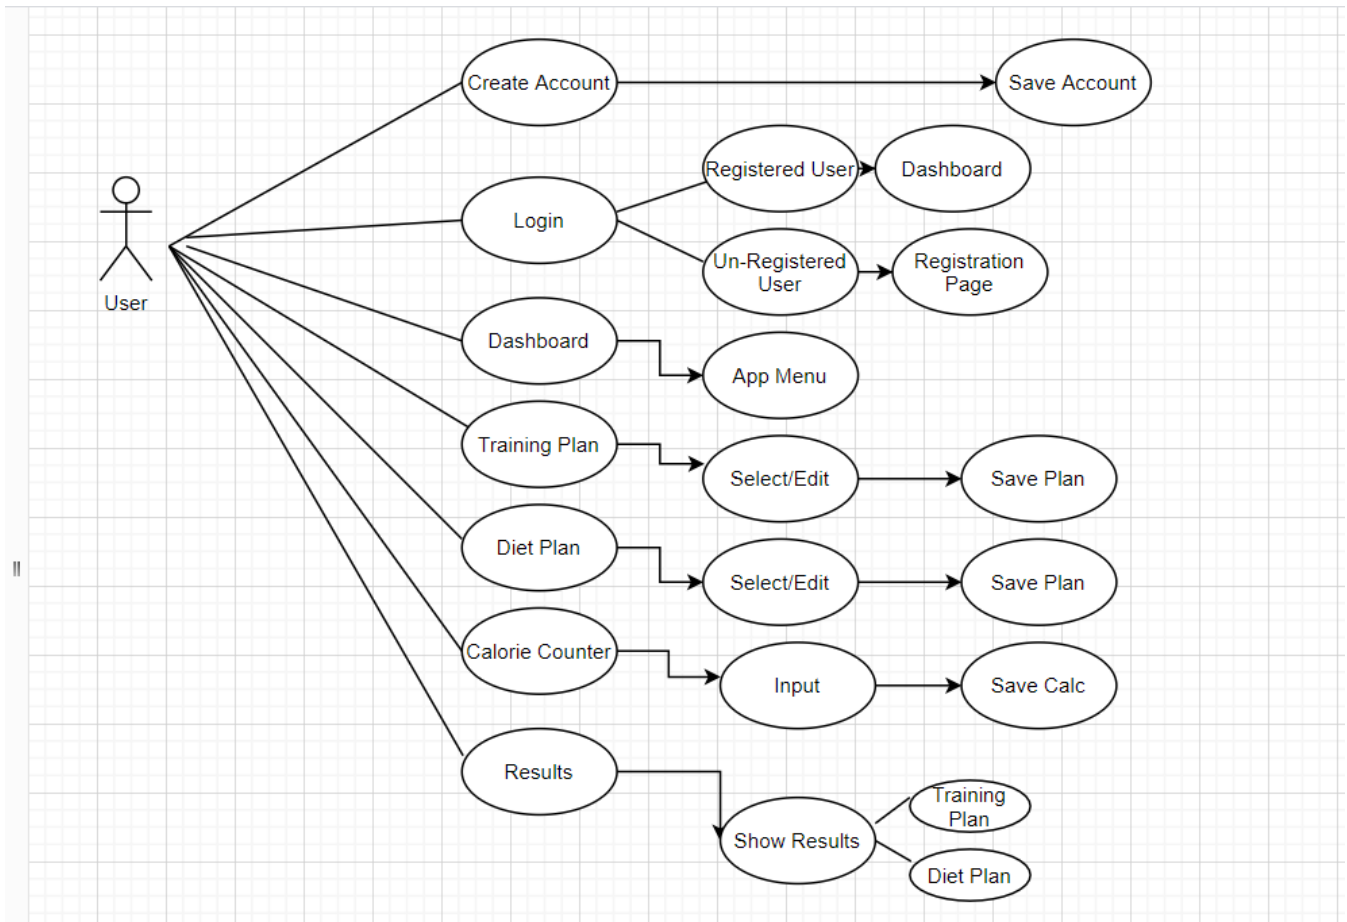 Create Account
Save Account
Registered User
Dashboard
Login
Un-Registered
User
Registration
Page
User
Dashboard
App Menu
Training Plan
Select/Edit
Save Plan
Diet Plan
Select/Edit
Save Plan
Calorie Counter
Input
Save Calc
Results
Show Results
Training
Plan
Diet Plan